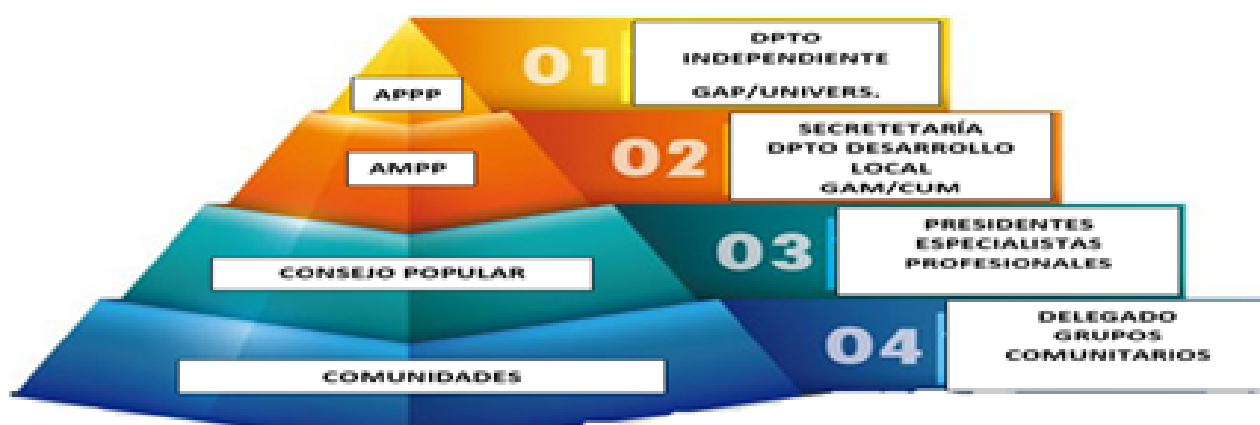 APPP
01
DPTO
INDEPENDIENTE
GAP/UNIVERS.
AMPP
02
SECRETETARÍA
DPTO DESARROLLO
LOCAL
GAM/CUM
CONSEJO POPULAR
03
PRESIDENTES
ESPECIALISTAS
PROFESIONALES
COMUNIDADES
04
DELEGADO
GRUPOS
COMUNITARIOS